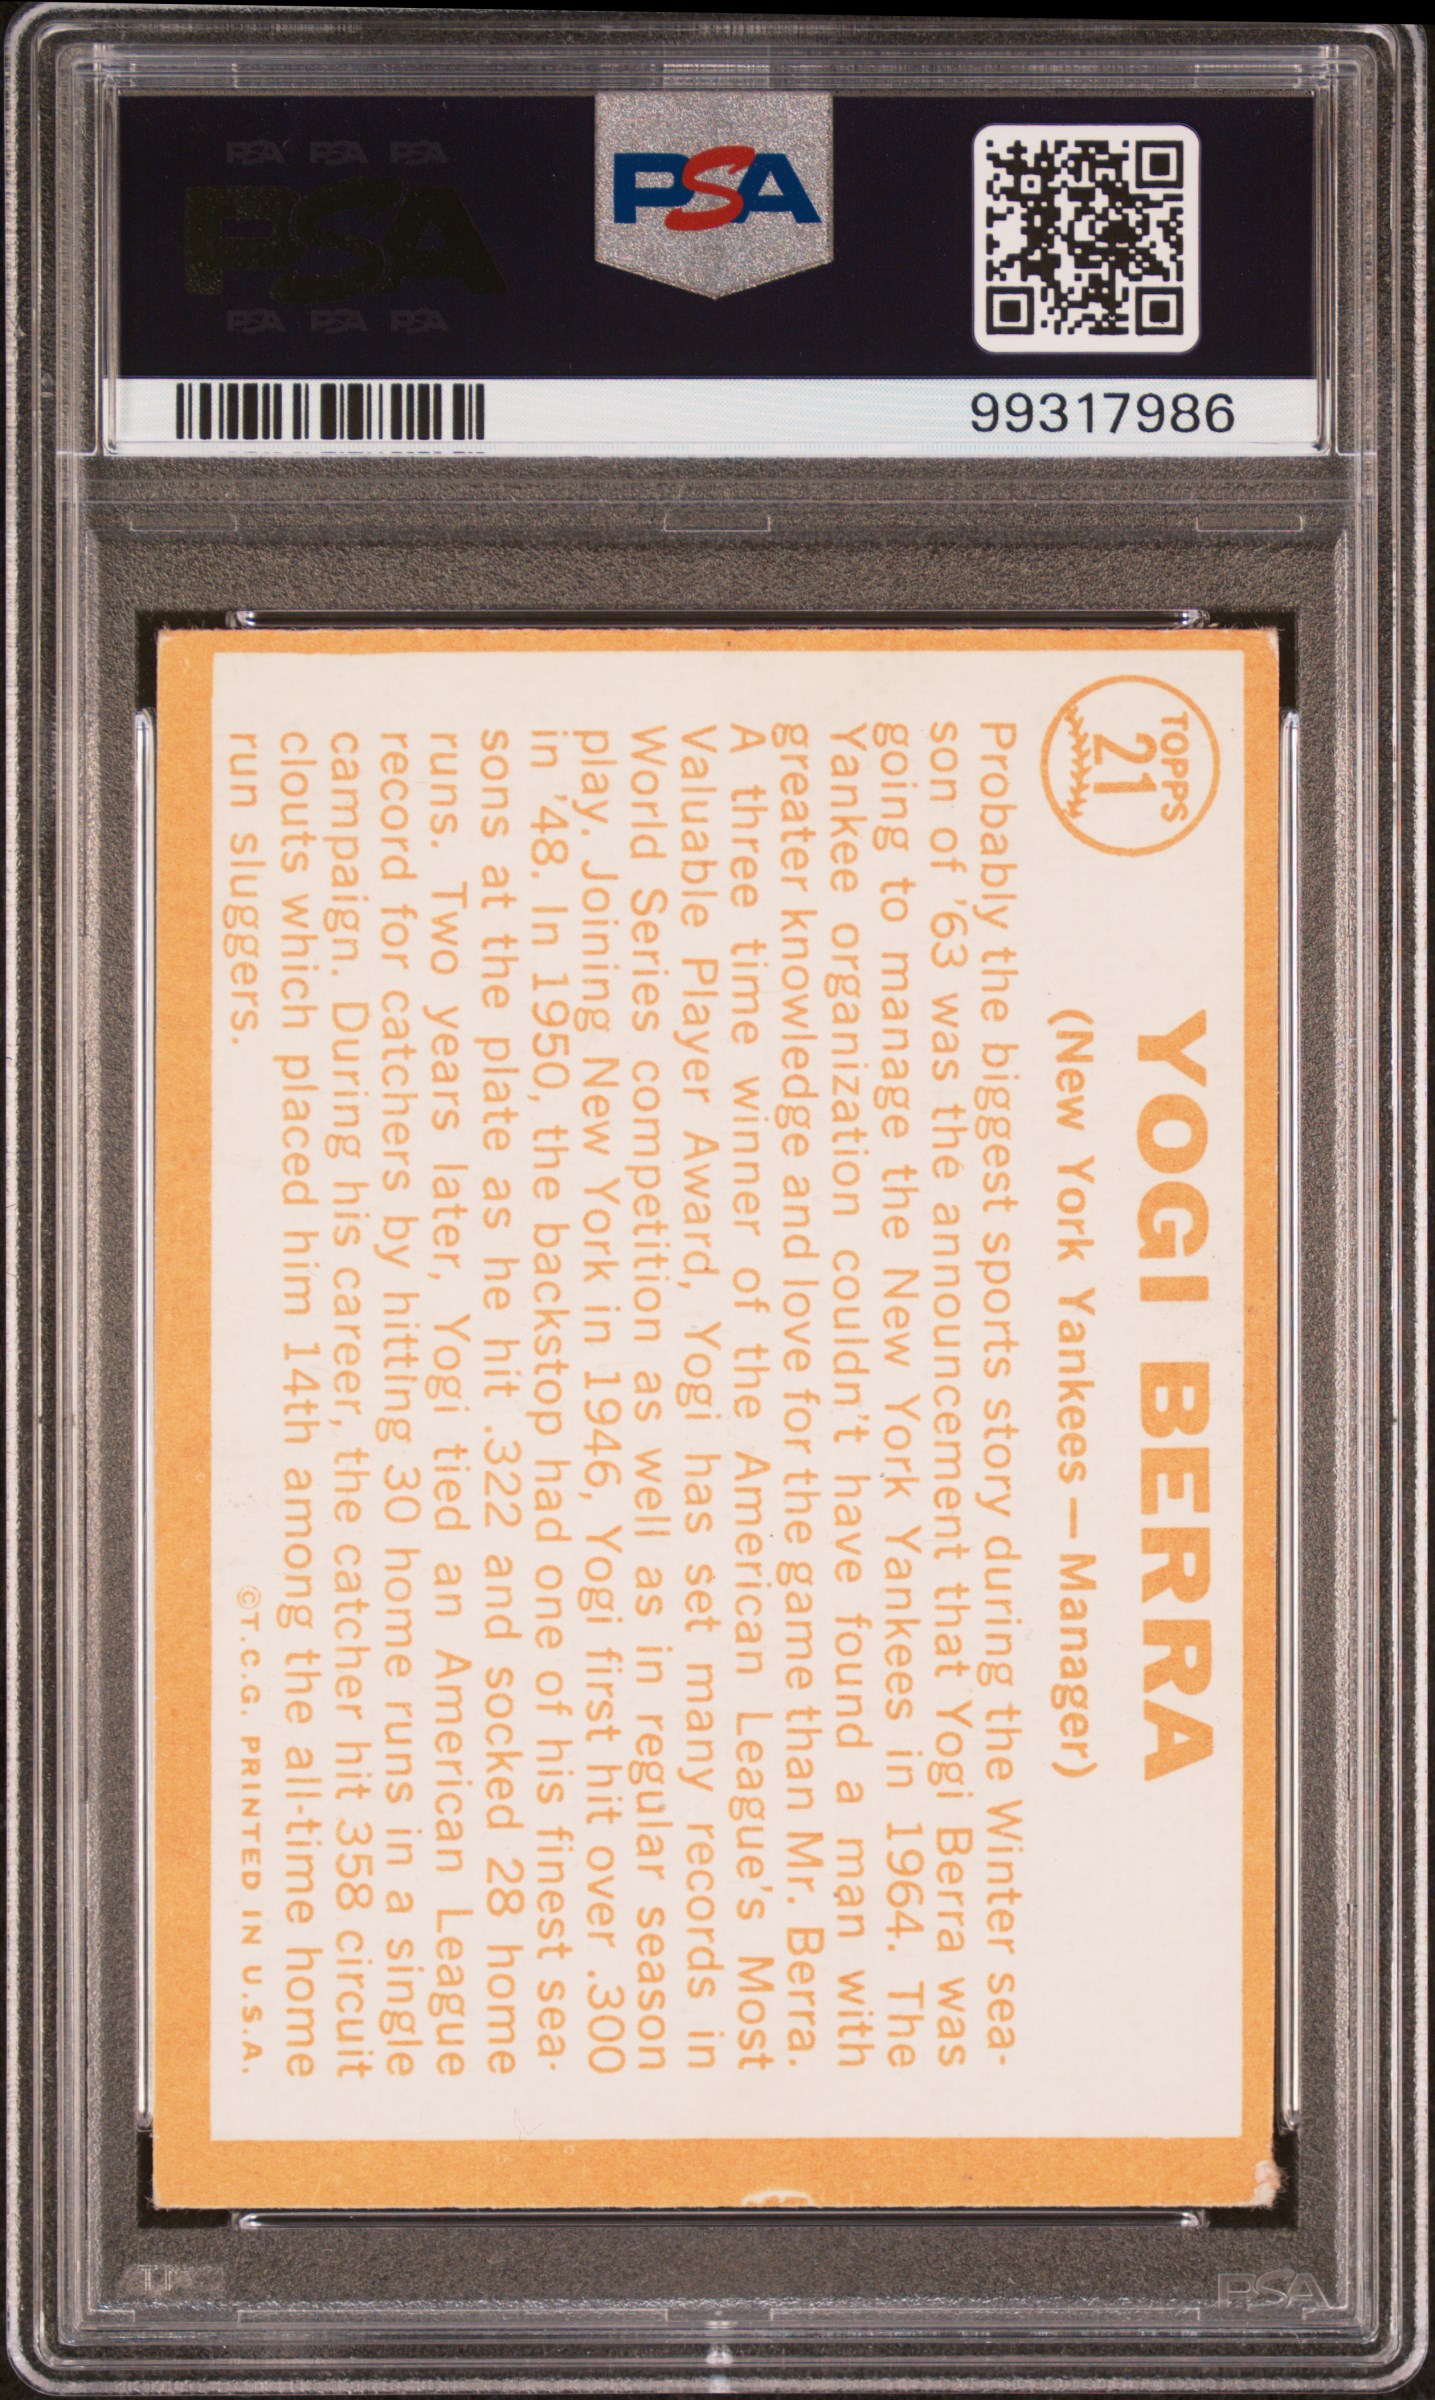 PSA PSA PSA
PSA
PSA PSA PSA
PSA
99317986
TOPPS
21
YOGI BERRA
(New York Yankees — Manager)
Probably the biggest sports story during the Winter sea-
son of '63 was the announcement that Yogi Berra was
going to manage the New York Yankees in 1964. The
Yankee organization couldn't have found a man with
greater knowledge and love for the game than Mr. Berra.
A three time winner of the American League's Most
Valuable Player Award, Yogi has set many records in
World Series competition as well as in regular season
play. Joining New York in 1946, Yogi first hit over .300
in '48. In 1950, the backstop had one of his finest sea-
sons at the plate as he hit .322 and socked 28 home
runs. Two years later, Yogi tied an American League
record for catchers by hitting 30 home runs in a single
campaign. During his career, the catcher hit 358 circuit
clouts which placed him 14th among the all-time home
run sluggers.
©T.C.G. PRINTED IN U.S.A.
PSA